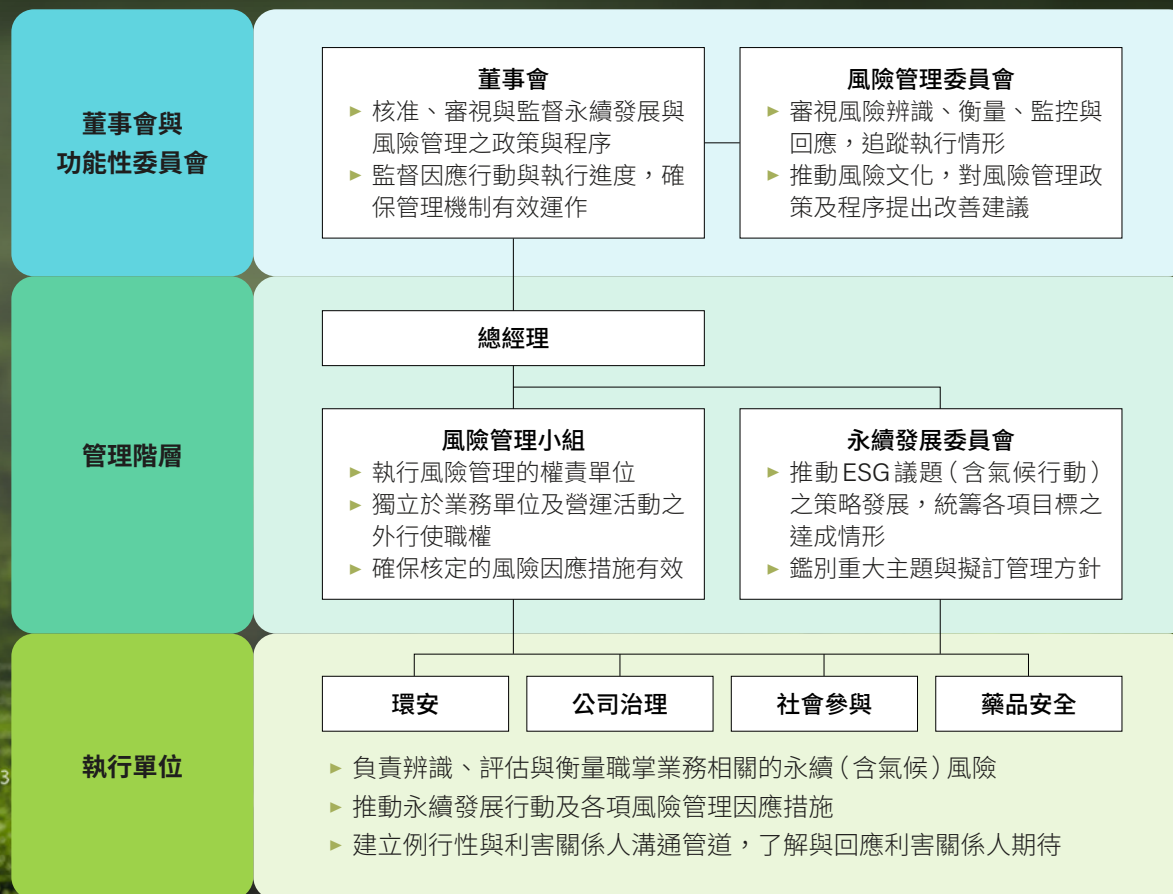 董事會與
功能性委員會
董事會
► 核准、審視與監督永續發展與
風險管理之政策與程序
► 監督因應行動與執行進度，確
保管理機制有效運作
風險管理委員會
► 審視風險辨識、衡量、監控與
回應，追蹤執行情形
► 推動風險文化，對風險管理政
策及程序提出改善建議
管理階層
總經理
風險管理小組
► 執行風險管理的權責單位
► 獨立於業務單位及營運活動之
外行使職權
► 確保核定的風險因應措施有效
永續發展委員會
► 推動 ESG 議題（含氣候行動）
之策略發展，統籌各項目標之
達成情形
► 鑑別重大主題與擬訂管理方針
執行單位
環安
公司治理
社會參與
藥品安全
► 負責辨識、評估與衡量職掌業務相關的永續（含氣候）風險
► 推動永續發展行動及各項風險管理因應措施
► 建立例行性與利害關係人溝通管道，了解與回應利害關係人期待
3